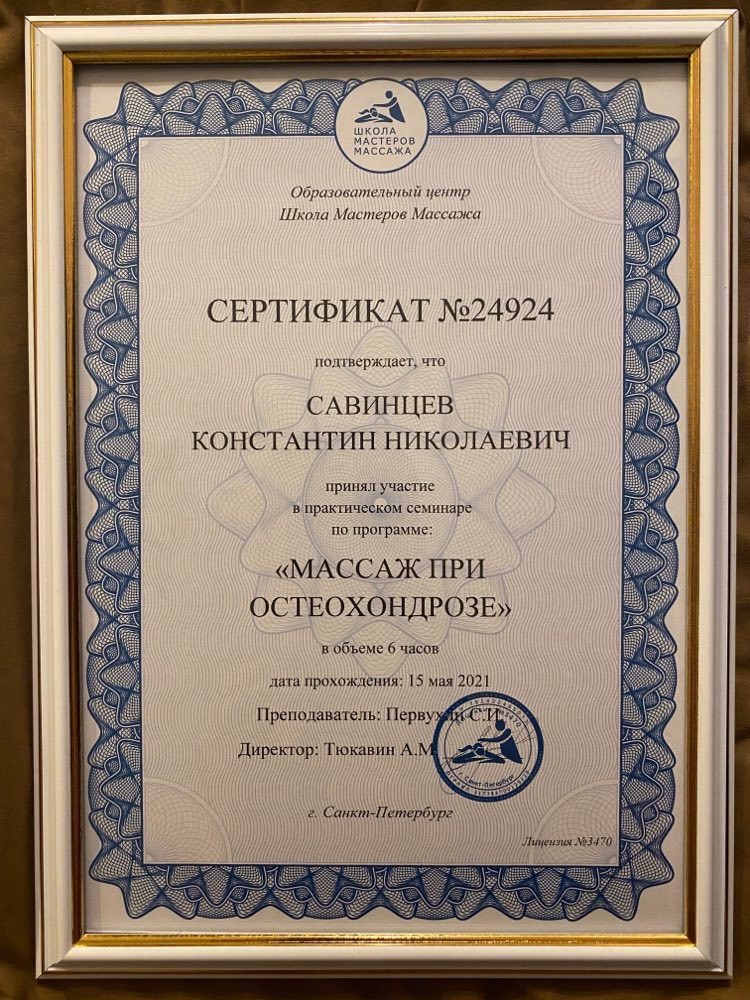 ШКОЛА
МАСТЕРОВ
МАССАЖА
Образовательный центр
Школа Мастеров Массажа
СЕРТИФИКАТ №24924
подтверждает, что
САВИНЦЕВ
КОНСТАНТИН НИКОЛАЕВИЧ
принял участие
в практическом семинаре
по программе:
«МАССАЖ ПРИ
ОСТЕОХОНДРОЗЕ»
в объеме 6 часов
дата прохождения: 15 мая 2021
Преподаватель: Первухин С.И.
Директор: Тюкавин А.М.
г. Санкт-Петербург
г. Санкт-Петербург
Лицензия №3470